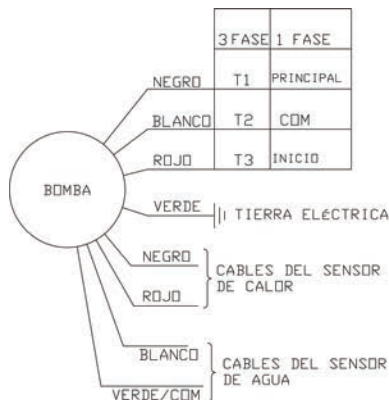 3 FASE 1 FASE
NEGRO T1 PRINCIPAL
BLANCO T2 COM
ROJO T3 INICIO
BOMBA
VERDE TIERRA ELÉCTRICA
NEGRO
CABLES DEL SENSOR
DE CALOR
ROJO
BLANCO
CABLES DEL SENSOR
DE AGUA
VERDE/COM